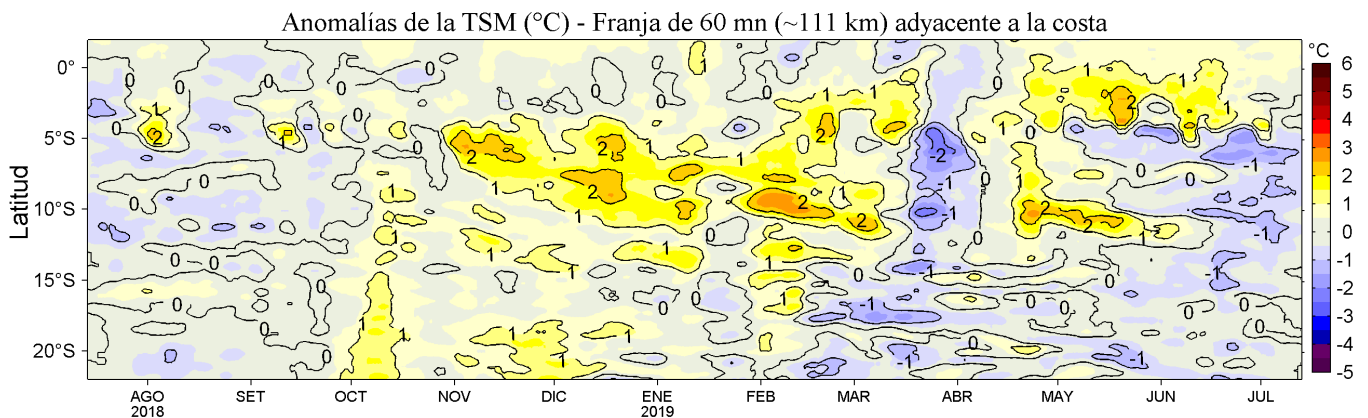 Anomalías de la TSM (°C) - Franja de 60 mn (~111 km) adyacente a la costa
Latitud
0°
5°S
10°S
15°S
20°S
AGO SET OCT NOV DIC ENE FEB MAR ABR MAY JUN JUL
2018 2019
°C
6
5
4
3
2
1
0
-1
-2
-3
-4
-5